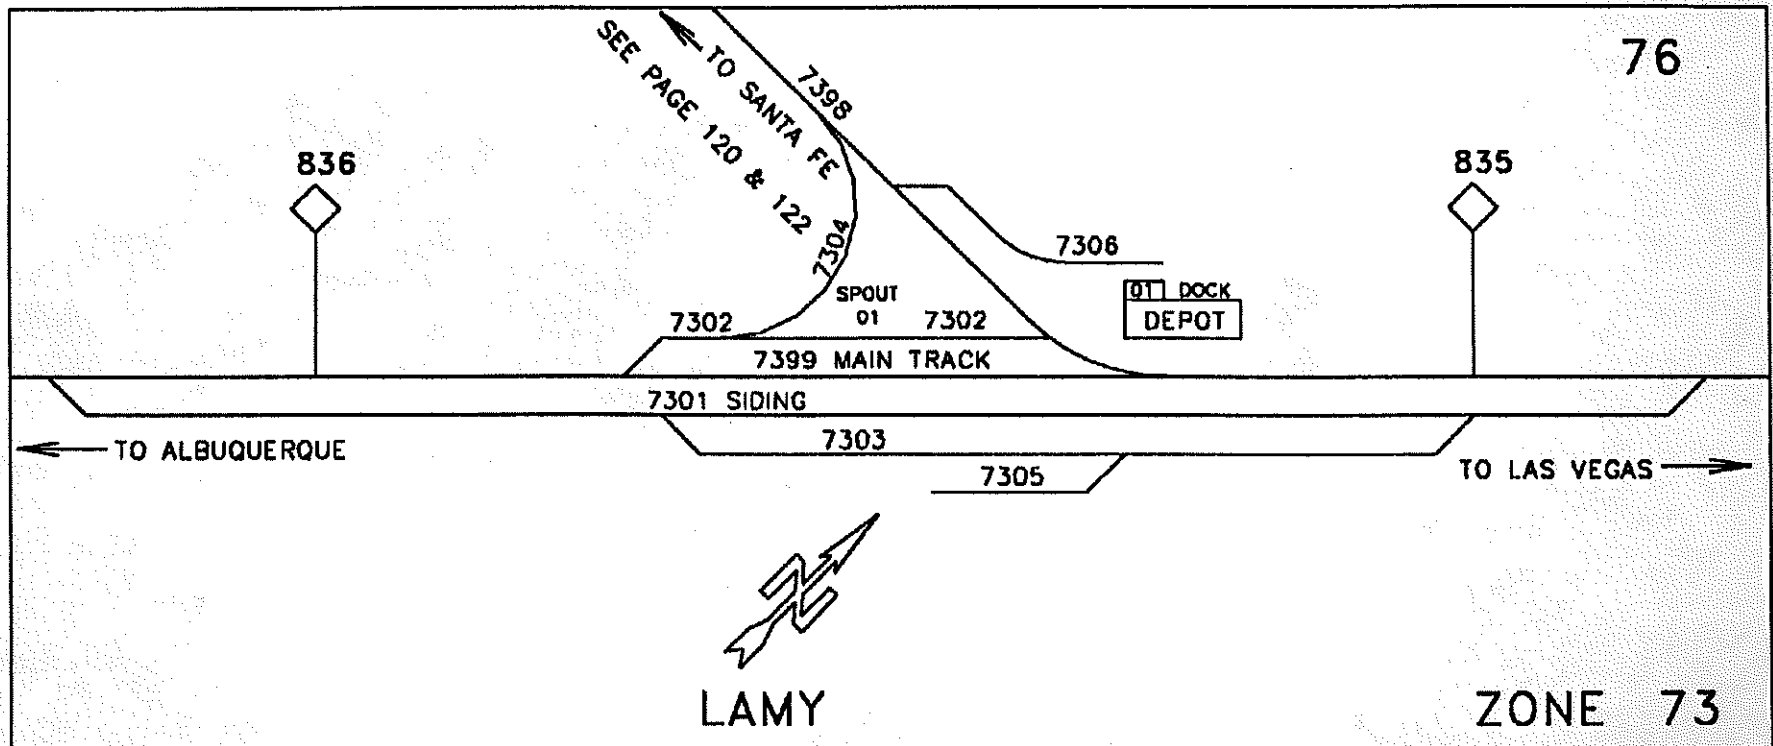 76
TO SANTA FE
SEE PAGE 120 & 122
7398
836
835
7304
7306
SPOUT
01
01 DOCK
DEPOT
7302
7302
7399 MAIN TRACK
7301 SIDING
TO ALBUQUERQUE
7303
TO LAS VEGAS
7305
N
LAMY
ZONE 73